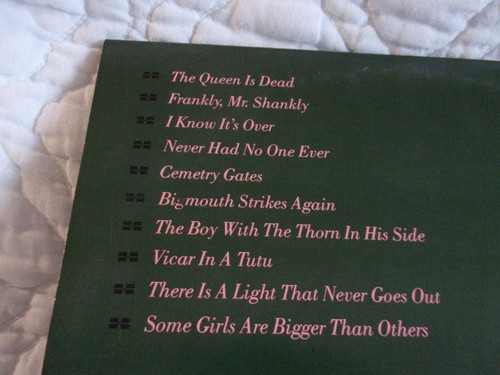 The Queen Is Dead
Frankly, Mr. Shankly
I Know It's Over
Never Had No One Ever
Cemetry Gates
Bigmouth Strikes Again
The Boy With The Thorn In His Side
Vicar In A Tutu
There Is A Light That Never Goes Out
Some Girls Are Bigger Than Others